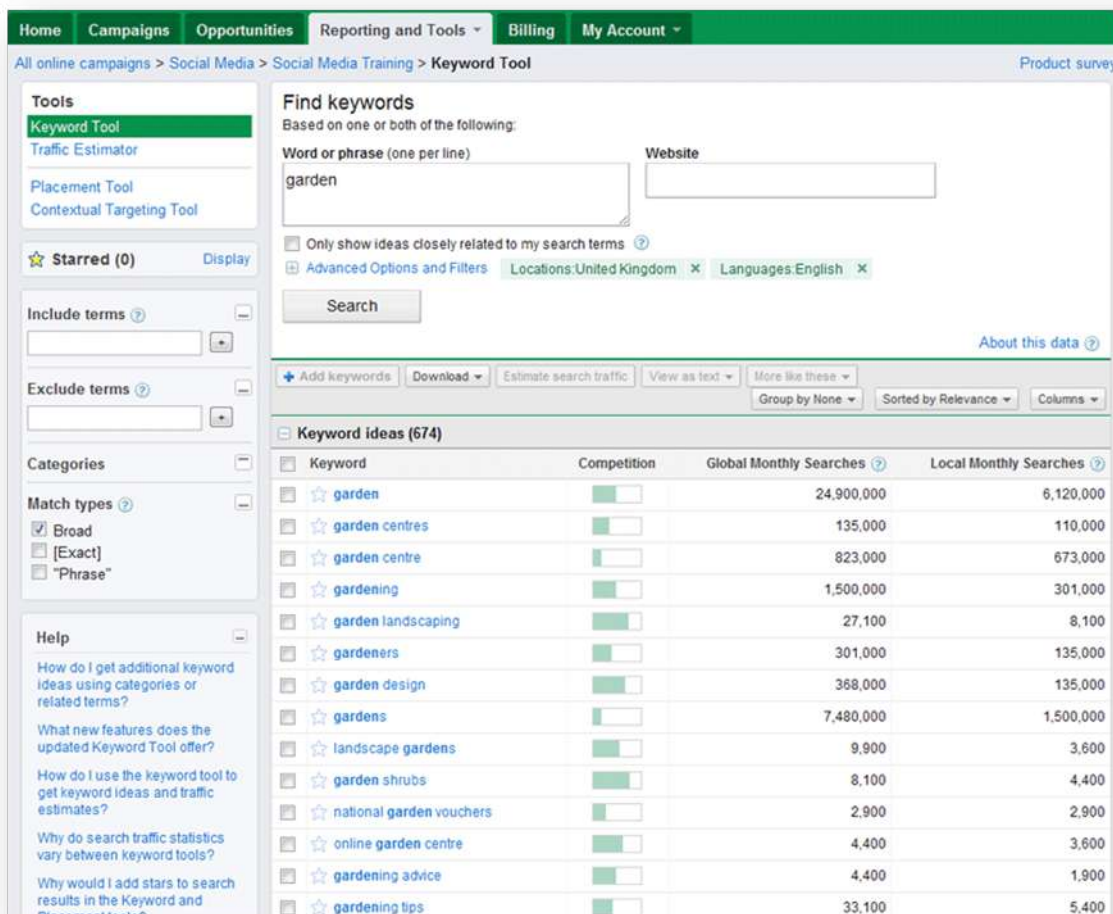 Home Campaigns Opportunities Reporting and Tools Billing My Account
All online campaigns > Social Media > Social Media Training > Keyword Tool
Product survey
Tools
Keyword Tool
Traffic Estimator
Placement Tool
Contextual Targeting Tool
Starred (0) Display
Include terms ?
+
Exclude terms ?
+
Categories
Match types ?
Broad
[Exact]
"Phrase"
Help
How do I get additional keyword
ideas using categories or
related terms?
What new features does the
updated Keyword Tool offer?
How do I use the keyword tool to
get keyword ideas and traffic
estimates?
Why do search traffic statistics
vary between keyword tools?
Why would I add stars to search
results in the Keyword and
Find keywords
Based on one or both of the following:
Word or phrase (one per line) Website
garden
Only show ideas closely related to my search terms ?
Advanced Options and Filters Locations:United Kingdom × Languages:English ×
Search
About this data ?
+ Add keywords Download Estimate search traffic View as text More like these
Group by None Sorted by Relevance Columns
Keyword ideas (674)
Keyword Competition Global Monthly Searches ? Local Monthly Searches ?
garden 24,900,000 6,120,000
garden centres 135,000 110,000
garden centre 823,000 673,000
gardening 1,500,000 301,000
garden landscaping 27,100 8,100
gardeners 301,000 135,000
garden design 368,000 135,000
gardens 7,480,000 1,500,000
landscape gardens 9,900 3,600
garden shrubs 8,100 4,400
national garden vouchers 2,900 2,900
online garden centre 4,400 3,600
gardening advice 4,400 1,900
gardening tips 33,100 5,400